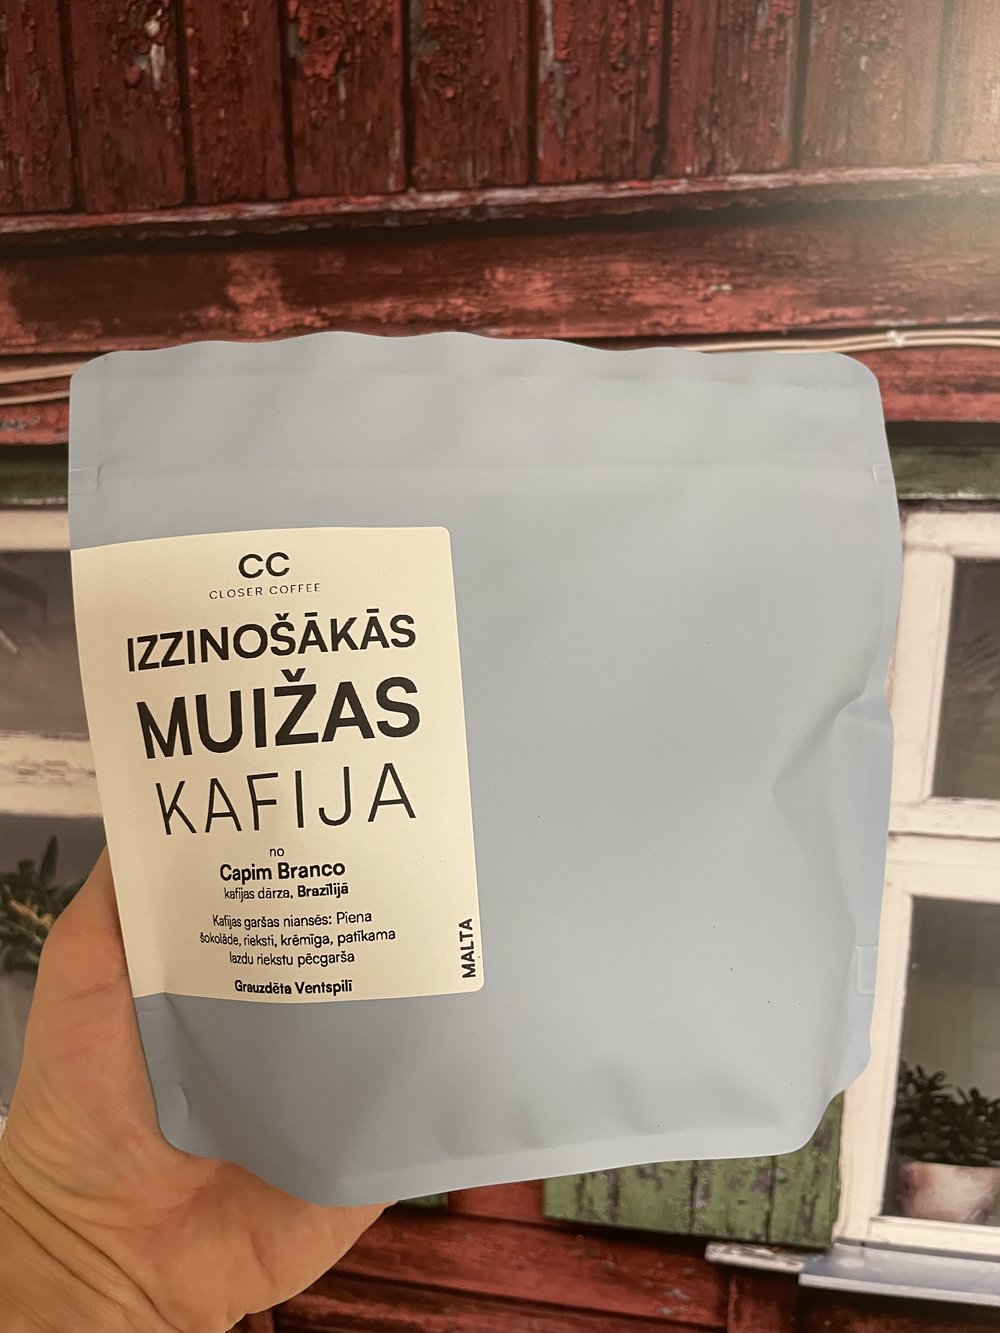 CC
CLOSER COFFEE
IZZINOŠĀKĀS
MUIŽAS
KAFIJA
no
Capim Branco
kafijas dārza, Brazīlijā
Kafijas garšas niansēs: Piena
šokolāde, rieksti, krēmīga, patīkama
lazdu riekstu pēcgarša
Grauzdēta Ventspilī
MALTA